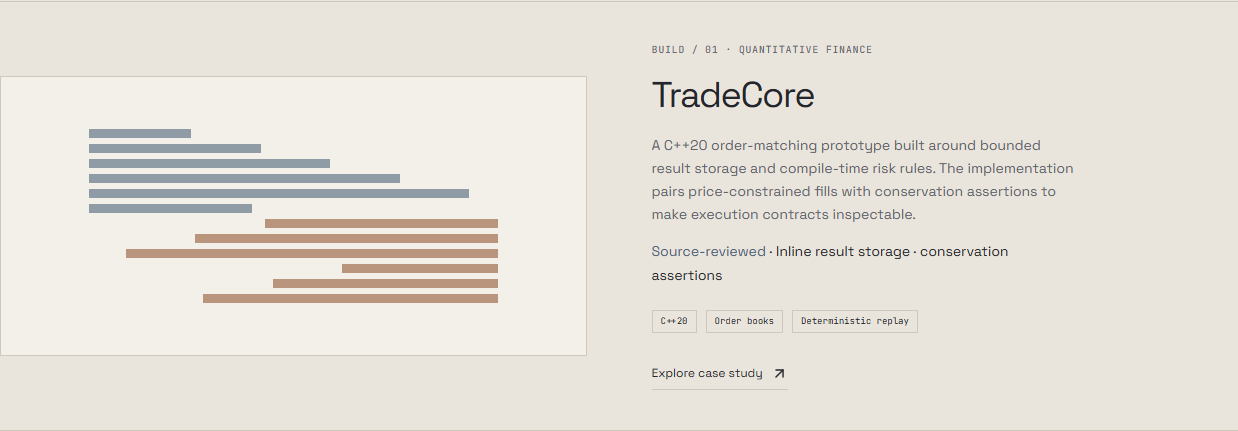 BUILD / 01 · QUANTITATIVE FINANCE
TradeCore
A C++20 order-matching prototype built around bounded
result storage and compile-time risk rules. The implementation
pairs price-constrained fills with conservation assertions to
make execution contracts inspectable.
Source-reviewed · Inline result storage · conservation
assertions
C++20
Order books
Deterministic replay
Explore case study